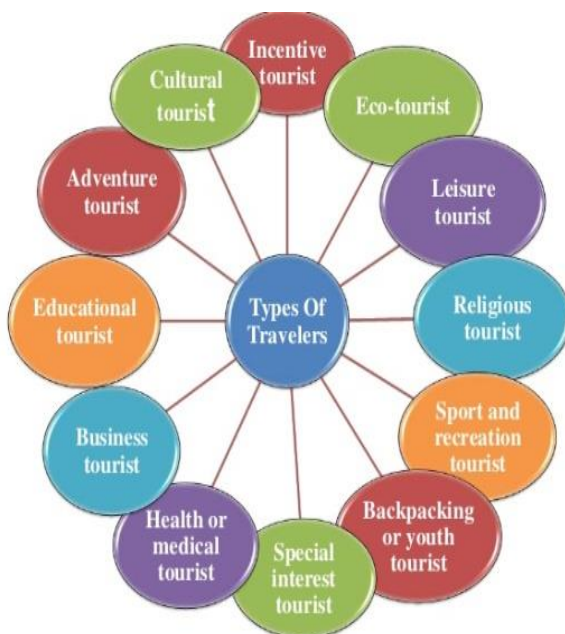 Types Of
Travelers
Incentive
tourist
Eco-tourist
Leisure
tourist
Religious
tourist
Sport and
recreation
tourist
Backpacking
or youth
tourist
Special
interest
tourist
Health or
medical
tourist
Business
tourist
Educational
tourist
Adventure
tourist
Cultural
tourist